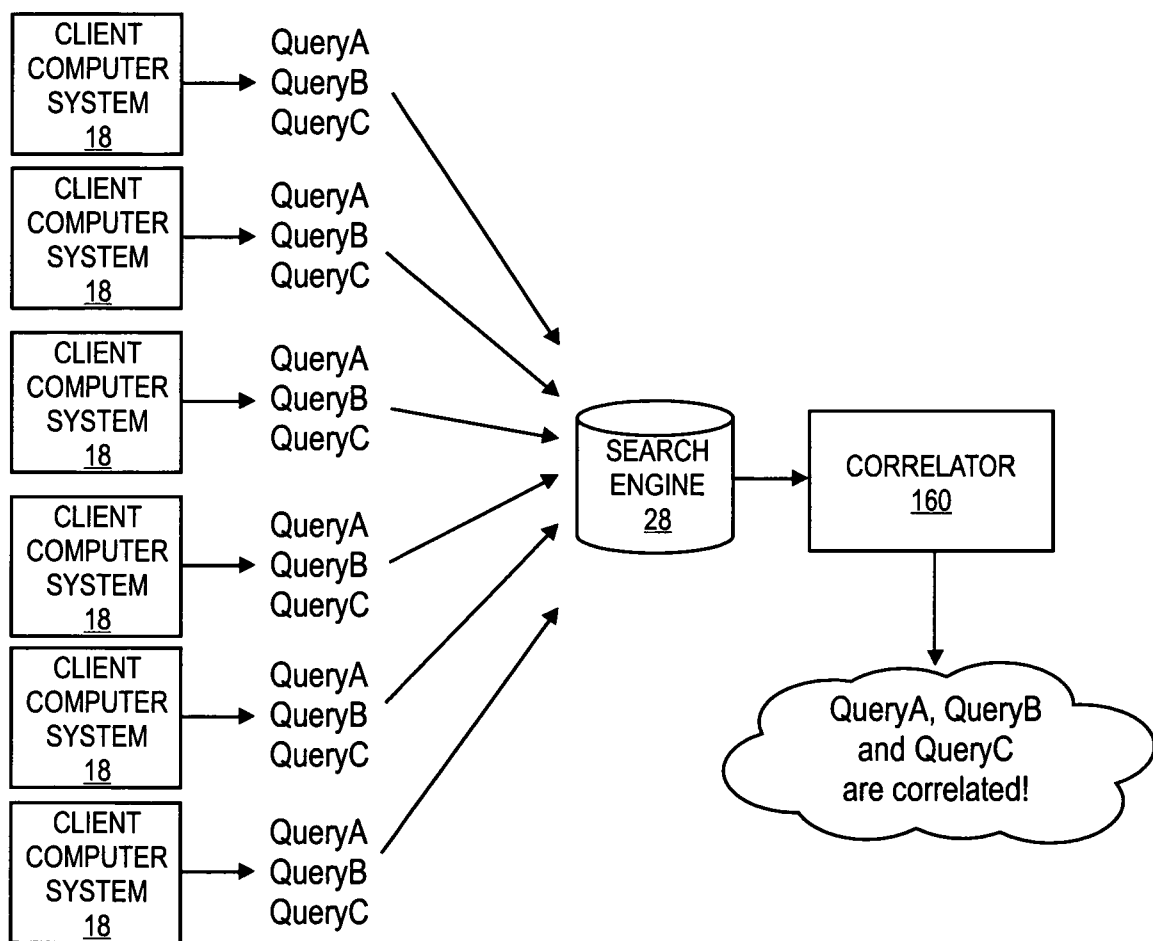 CLIENT
COMPUTER
SYSTEM
18
QueryA
QueryB
QueryC
CLIENT
COMPUTER
SYSTEM
18
QueryA
QueryB
QueryC
CLIENT
COMPUTER
SYSTEM
18
QueryA
QueryB
QueryC
CLIENT
COMPUTER
SYSTEM
18
QueryA
QueryB
QueryC
CLIENT
COMPUTER
SYSTEM
18
QueryA
QueryB
QueryC
CLIENT
COMPUTER
SYSTEM
18
QueryA
QueryB
QueryC
SEARCH
ENGINE
28
CORRELATOR
160
QueryA, QueryB
and QueryC
are correlated!